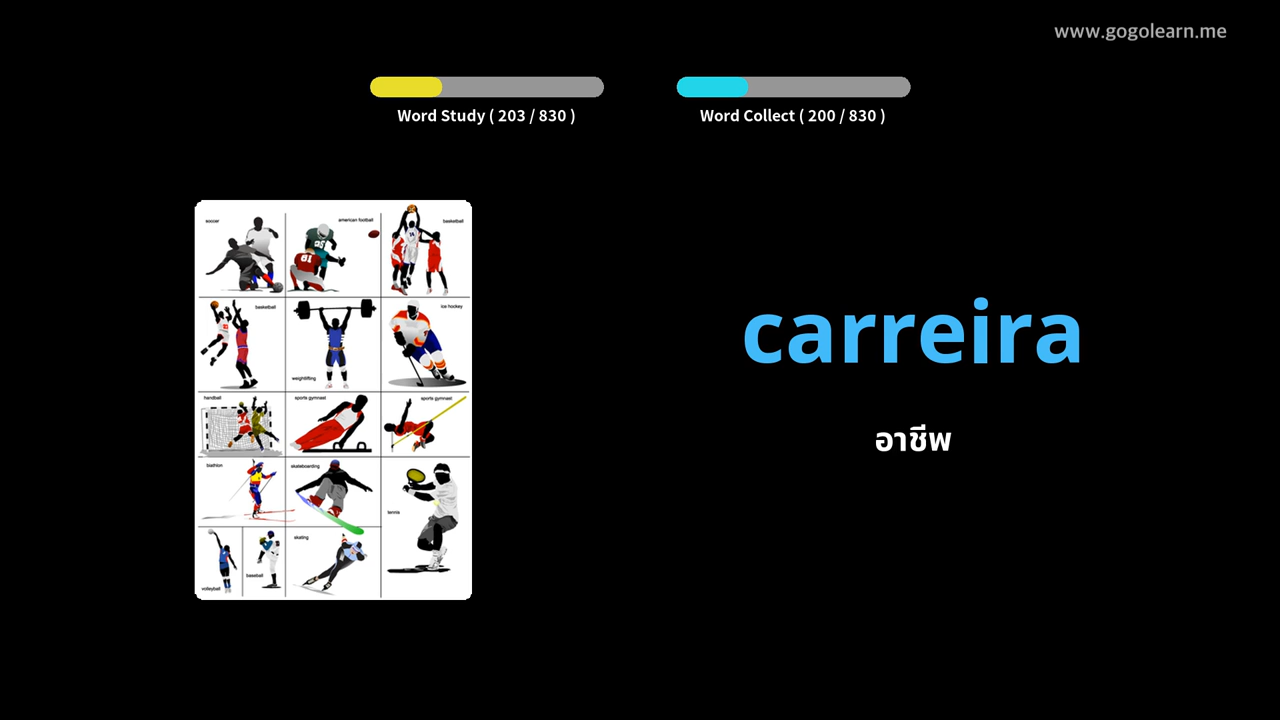 www.gogolearn.me
Word Study ( 203 / 830 )
Word Collect ( 200 / 830 )
soccer
american football
basketball
basketball
weightlifting
ice hockey
handball
sports gymnast
sports gymnast
biathlon
skateboarding
tennis
volleyball
baseball
skating
carreira
อาชีพ